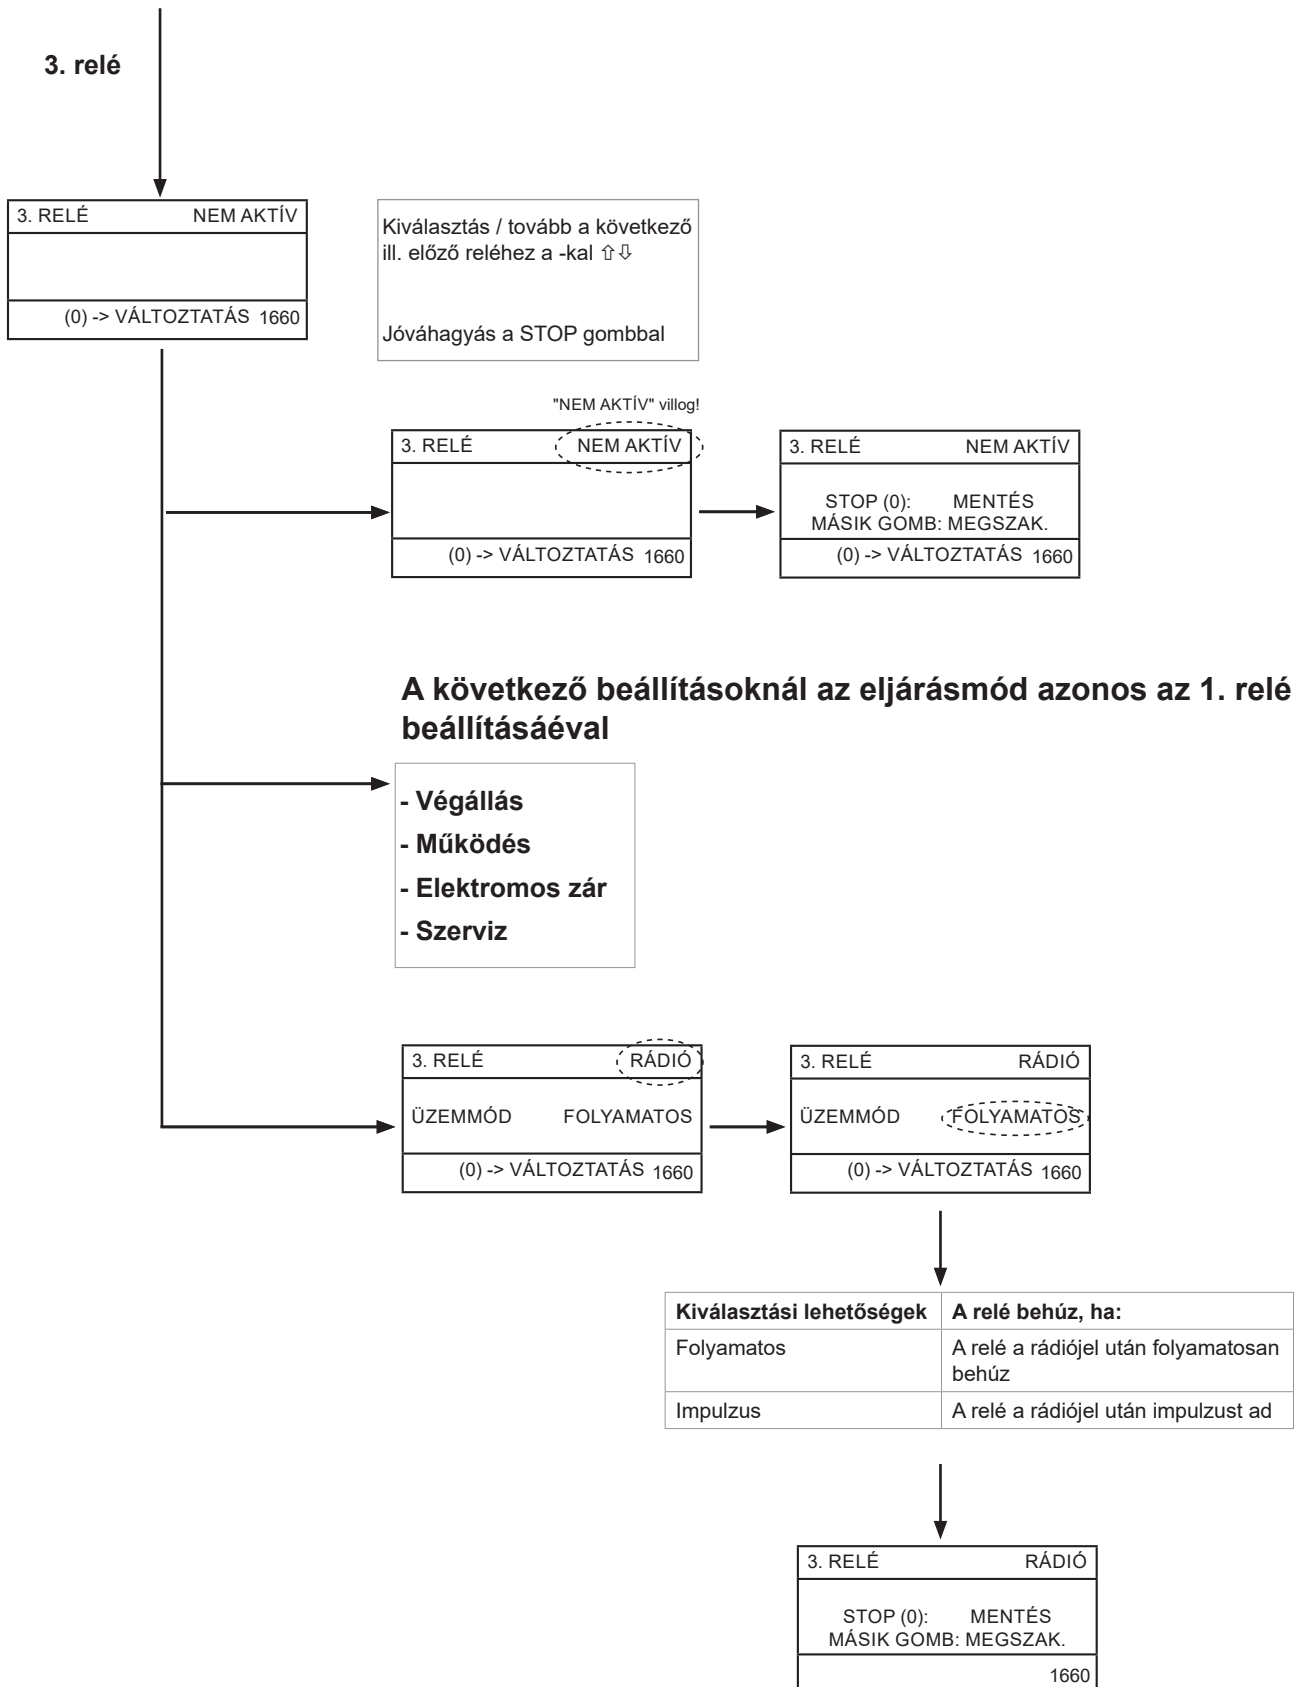 3. relé
3. RELÉ NEM AKTÍV
(0) -> VÁLTOZTATÁS 1660
Kiválasztás / tovább a következő
ill. előző reléhez a -kal ⇧⇩
Jóváhagyás a STOP gombbal
"NEM AKTÍV" villog!
3. RELÉ NEM AKTÍV
(0) -> VÁLTOZTATÁS 1660
3. RELÉ NEM AKTÍV
STOP (0): MENTÉS
MÁSIK GOMB: MEGSZAK.
(0) -> VÁLTOZTATÁS 1660
A következő beállításoknál az eljárásmód azonos az 1. relé
beállításáéval
- Végállás
- Működés
- Elektromos zár
- Szerviz
3. RELÉ RÁDIÓ
ÜZEMMÓD FOLYAMATOS
(0) -> VÁLTOZTATÁS 1660
3. RELÉ RÁDIÓ
ÜZEMMÓD FOLYAMATOS
(0) -> VÁLTOZTATÁS 1660
Kiválasztási lehetőségek A relé behúz, ha:
Folyamatos A relé a rádiójel után folyamatosan
behúz
Impulzus A relé a rádiójel után impulzust ad
3. RELÉ RÁDIÓ
STOP (0): MENTÉS
MÁSIK GOMB: MEGSZAK.
1660